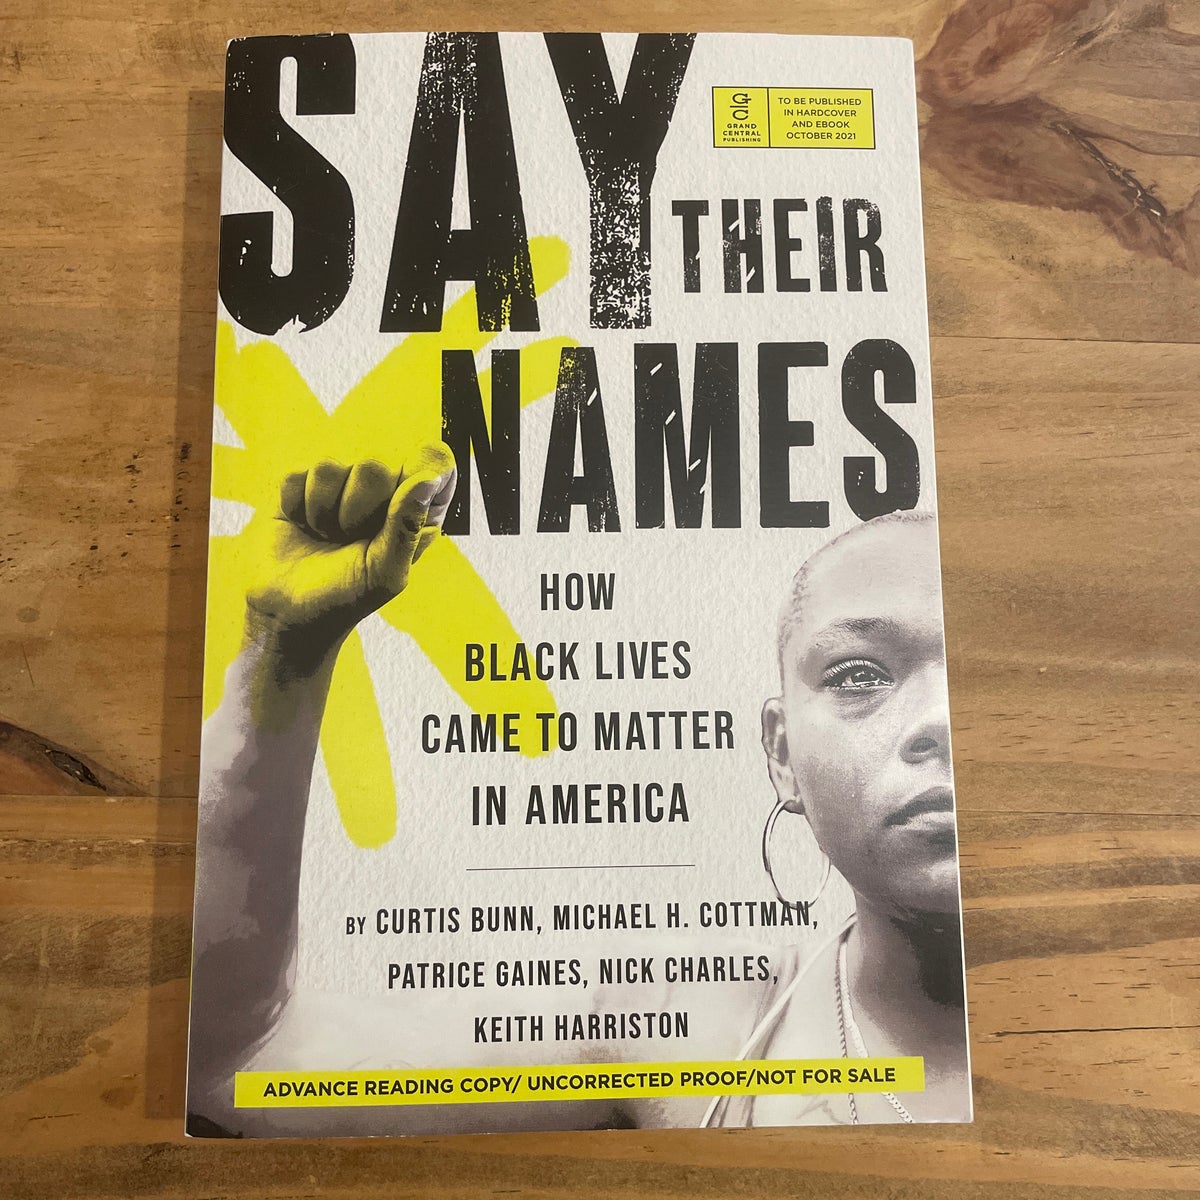 SAY
THEIR
NAMES
GC
GRAND
CENTRAL
PUBLISHING
TO BE PUBLISHED
IN HARDCOVER
AND EBOOK
OCTOBER 2021
HOW
BLACK LIVES
CAME TO MATTER
IN AMERICA
BY CURTIS BUNN, MICHAEL H. COTTMAN,
PATRICE GAINES, NICK CHARLES,
KEITH HARRISTON
ADVANCE READING COPY/ UNCORRECTED PROOF/NOT FOR SALE